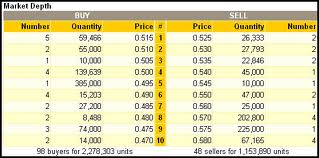 Market Depth
BUY SELL
Number Quantity Price # Price Quantity Number
5 59,466 0.515 1 0.525 26,333 2
2 55,000 0.510 2 0.530 27,793 2
1 10,000 0.505 3 0.535 22,846 2
4 139,639 0.500 4 0.540 45,000 1
1 385,000 0.495 5 0.545 10,000 1
4 15,203 0.490 6 0.550 47,000 2
2 27,200 0.485 7 0.560 25,000 1
2 8,488 0.480 8 0.570 202,800 4
3 74,000 0.475 9 0.575 225,000 1
2 14,000 0.470 10 0.580 67,165 4
98 buyers for 2,278,303 units 48 sellers for 1,153,890 units